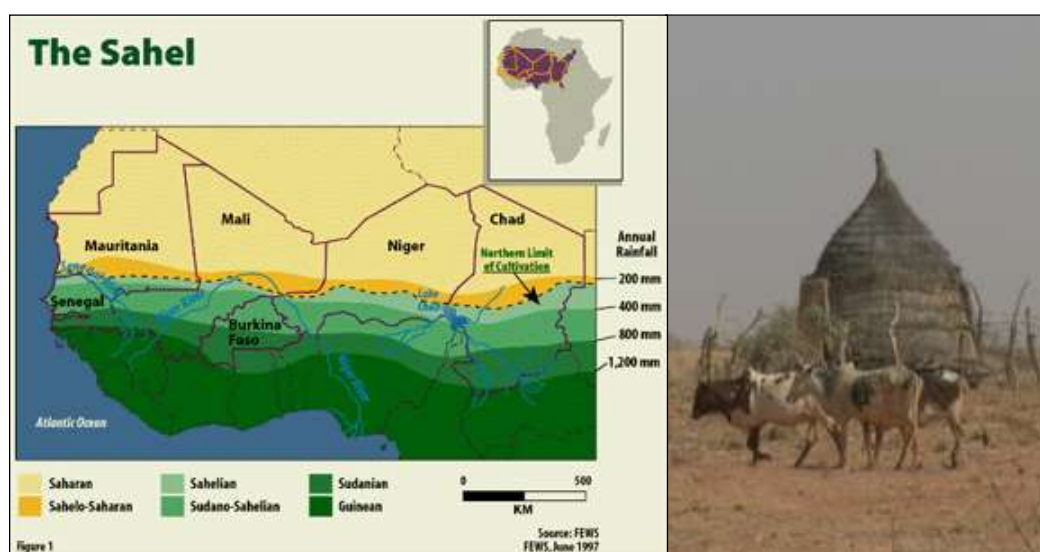 The Sahel
Mali
Chad
Mauritania
Niger
Northern Limit
of Cultivation
Annual
Rainfall
200 mm
Senegal
Lake
400 mm
Burkina
Faso
800 mm
1,200 mm
Atlantic Ocean
Saharan
Sahelian
Sudanian
0
500
Sahelo-Saharan
Sudano-Sahelian
Guinean
KM
Figure 1
Source: FEWS
FEWS, June 1997